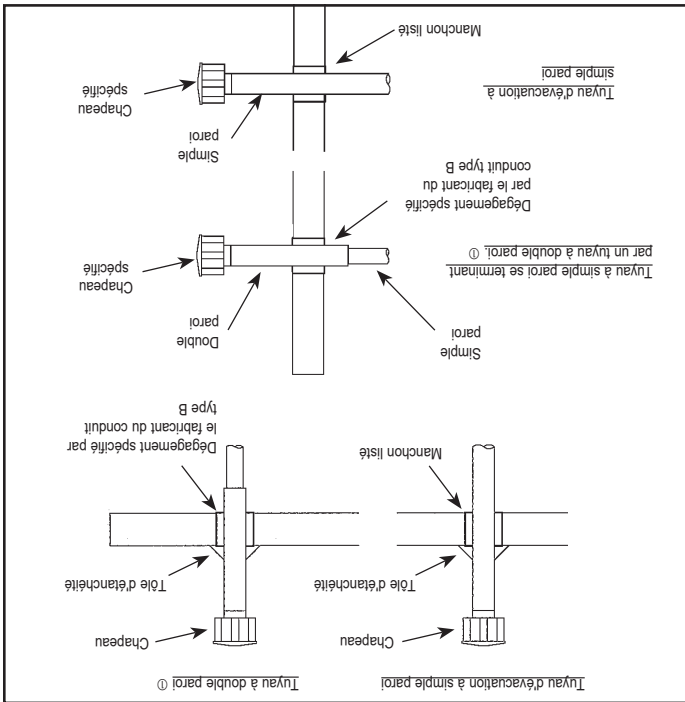 Tuyau d'évacuation à simple paroi
Tuyau à double paroi ①
Chapeau
Chapeau
Tôle d'étanchéité
Tôle d'étanchéité
Manchon listé
Dégagement spécifié par
le fabricant du conduit
type B
Simple
paroi
Double
paroi
Tuyau à simple paroi se terminant
par un tuyau à double paroi. ①
Chapeau
spécifié
Dégagement spécifié
par le fabricant du
conduit type B
Simple
paroi
Chapeau
spécifié
Tuyau d'évacuation à
simple paroi
Manchon listé